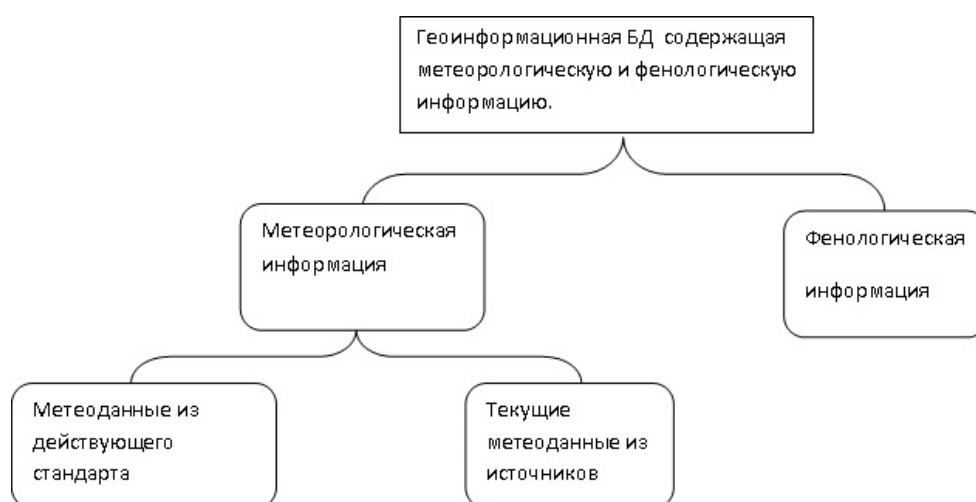 Геоинформационная БД содержащая
метеорологическую и фенологическую
информацию.
Метеорологическая
информация
Фенологическая
информация
Метеоданные из
действующего
стандарта
Текущие
метеоданные из
источников